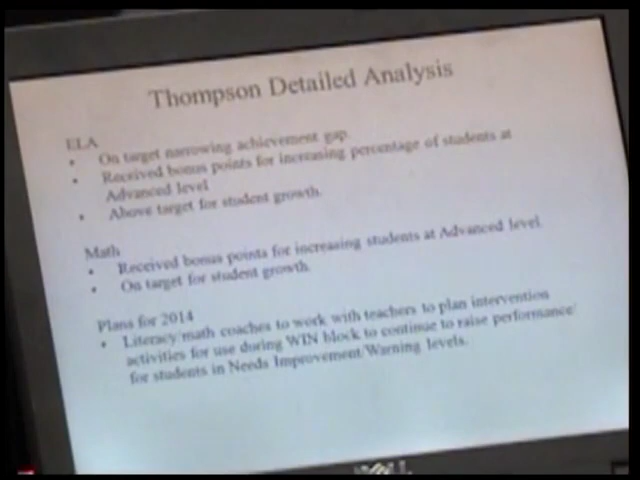 Thompson Detailed Analysis
ELA
• On target narrowing achievement gap.
• Received bonus points for increasing percentage of students at
Advanced level
• Above target for student growth.
Math
• Received bonus points for increasing students at Advanced level.
• On target for student growth.
Plans for 2014
• Literacy/math coaches to work with teachers to plan intervention
activities for use during WIN block to continue to raise performance
for students in Needs Improvement/Warning levels.
DELL